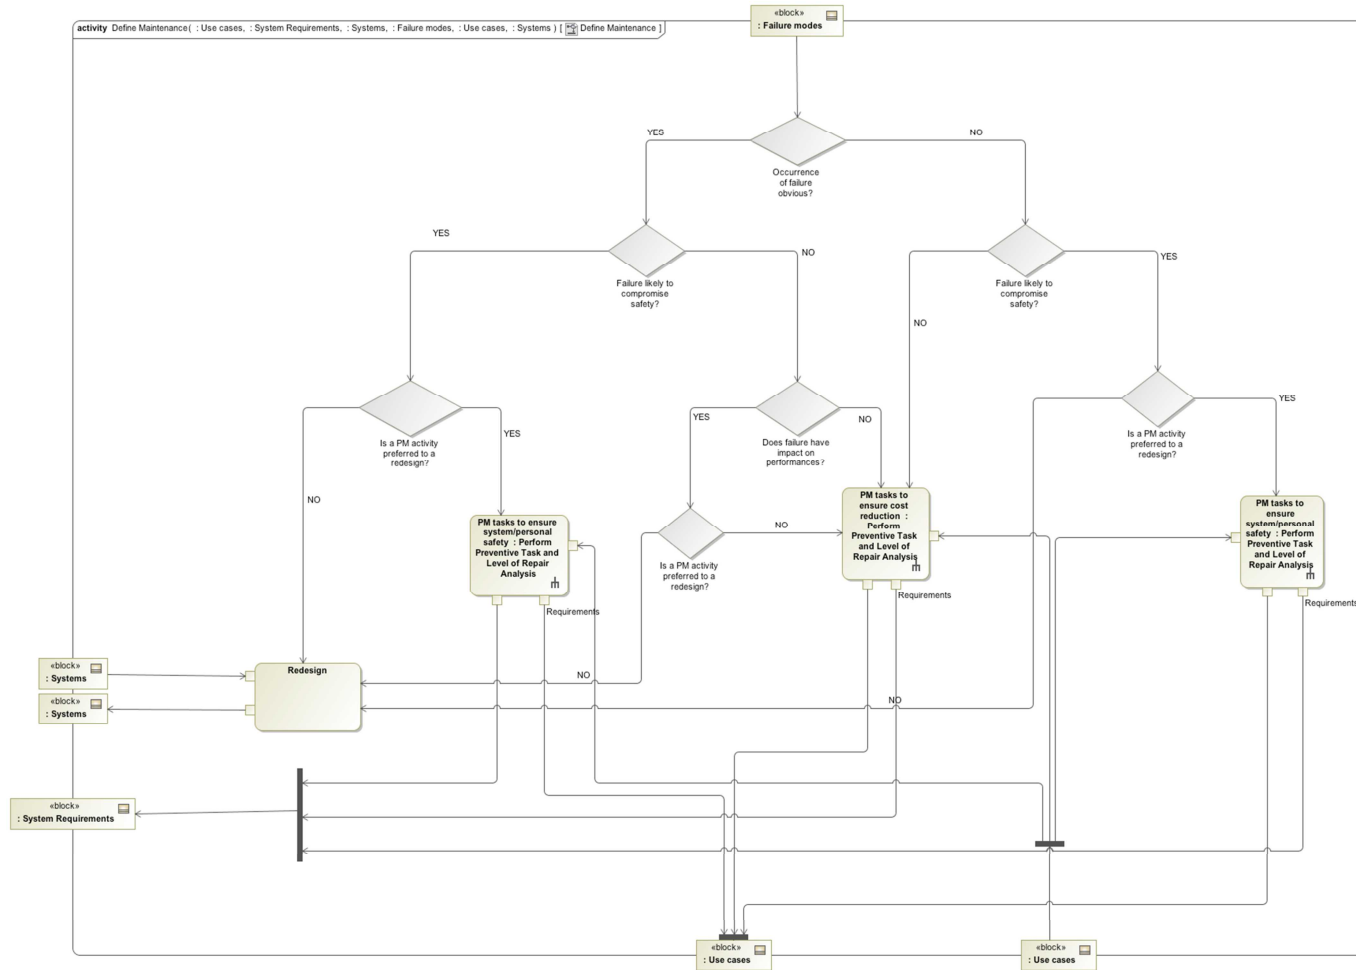 «block»
: Failure modes
activity Define Maintenance( : Use cases, : System Requirements, : Systems, : Failure modes, : Use cases, : Systems ) [ Define Maintenance ]
YES
NO
Occurrence
of failure
obvious?
YES
NO
YES
Failure likely to
compromise
safety?
Failure likely to
compromise
safety?
NO
YES
YES
NO
YES
Is a PM activity
preferred to a
redesign?
Does failure have
impact on
performances?
Is a PM activity
preferred to a
redesign?
NO
PM tasks to ensure
system/personal
safety : Perform
Preventive Task and
Level of Repair
Analysis
NO
Is a PM activity
preferred to a
redesign?
PM tasks to
ensure cost
reduction :
Perform
Preventive Task
and Level of
Repair Analysis
PM tasks to
ensure
system/personal
safety : Perform
Preventive Task
and Level of
Repair Analysis
Requirements
Requirements
Requirements
«block»
: Systems
Redesign
NO
«block»
: Systems
NO
«block»
: System Requirements
«block»
: Use cases
«block»
: Use cases